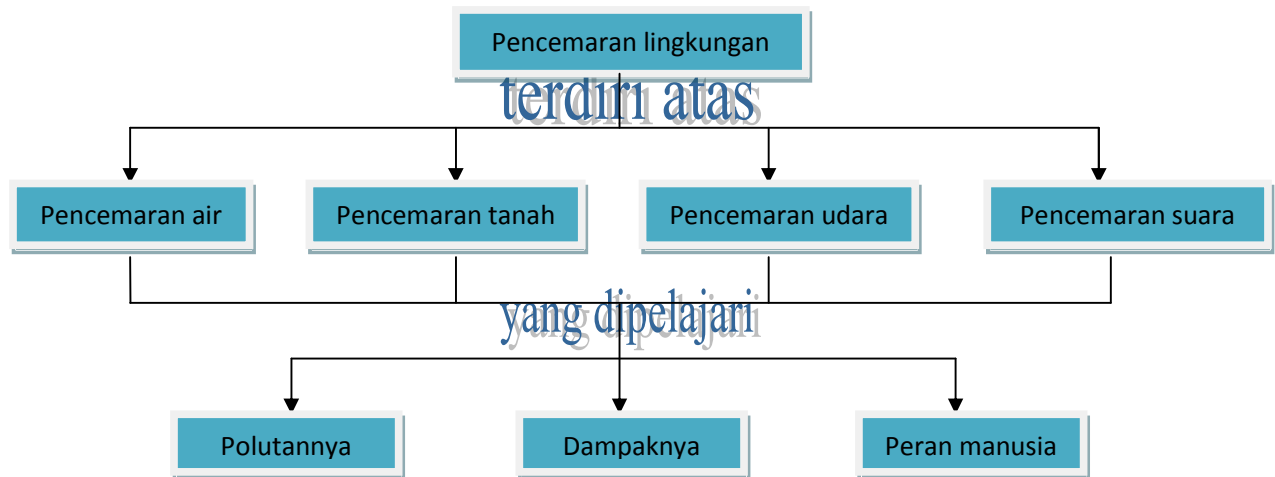 Pencemaran lingkungan
terdiri atas
Pencemaran air
Pencemaran tanah
Pencemaran udara
Pencemaran suara
yang dipelajari
Polutannya
Dampaknya
Peran manusia